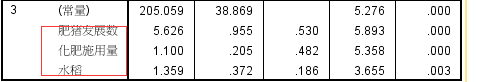 3 (常量) 205.059 38.869 5.276 .000
肥猪发展数 5.626 .955 .530 5.893 .000
化肥施用量 1.100 .205 .482 5.358 .000
水稻 1.359 .372 .186 3.655 .003